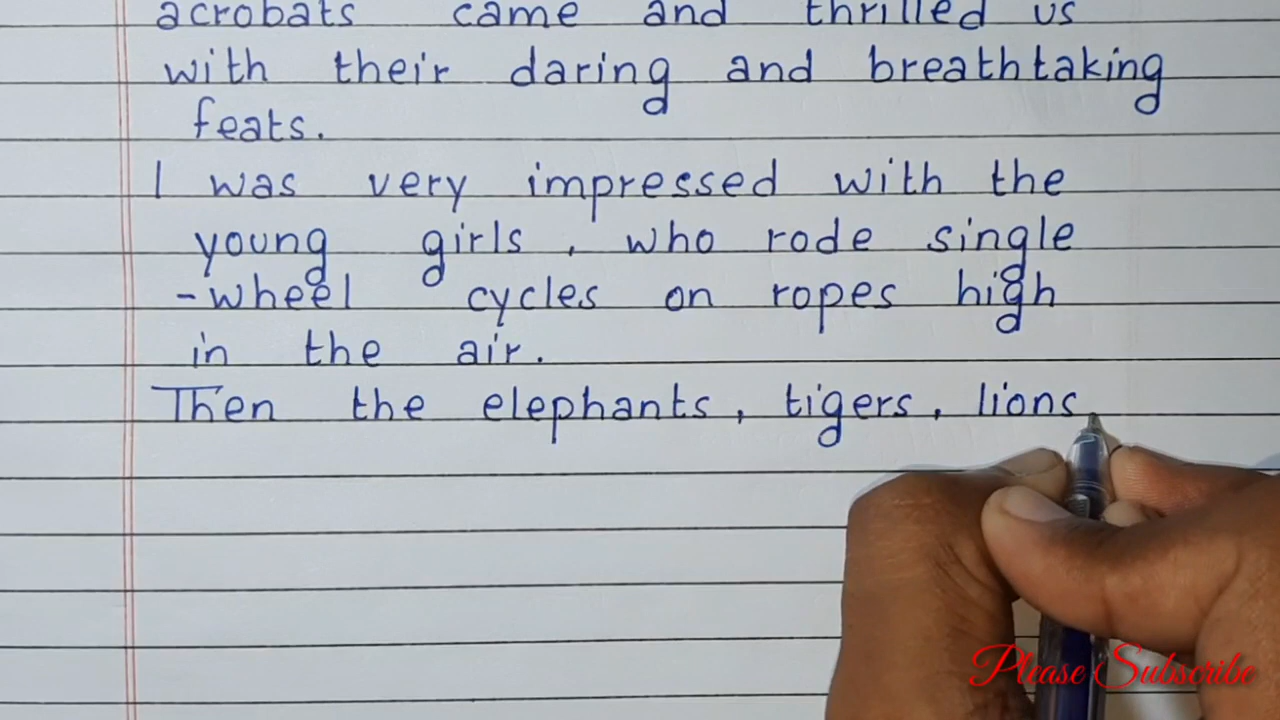 acrobats came and thrilled us
with their daring and breathtaking
feats.
I was very impressed with the
young girls, who rode single
-wheel cycles on ropes high
in the air.
Then the elephants, tigers, lions
Please Subscribe